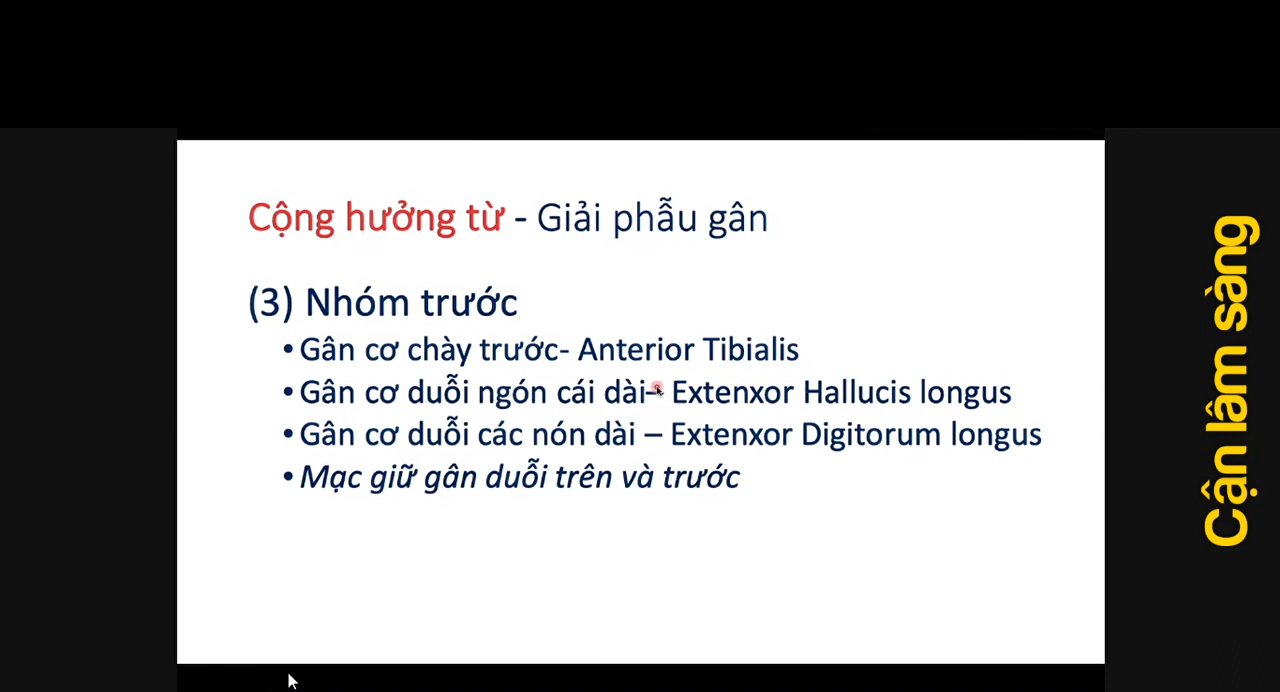 Cộng hưởng từ - Giải phẫu gân
(3) Nhóm trước
• Gân cơ chày trước- Anterior Tibialis
• Gân cơ duỗi ngón cái dài– Extenxor Hallucis longus
• Gân cơ duỗi các nón dài – Extenxor Digitorum longus
• Mạc giữ gân duỗi trên và trước
Cận lâm sàng